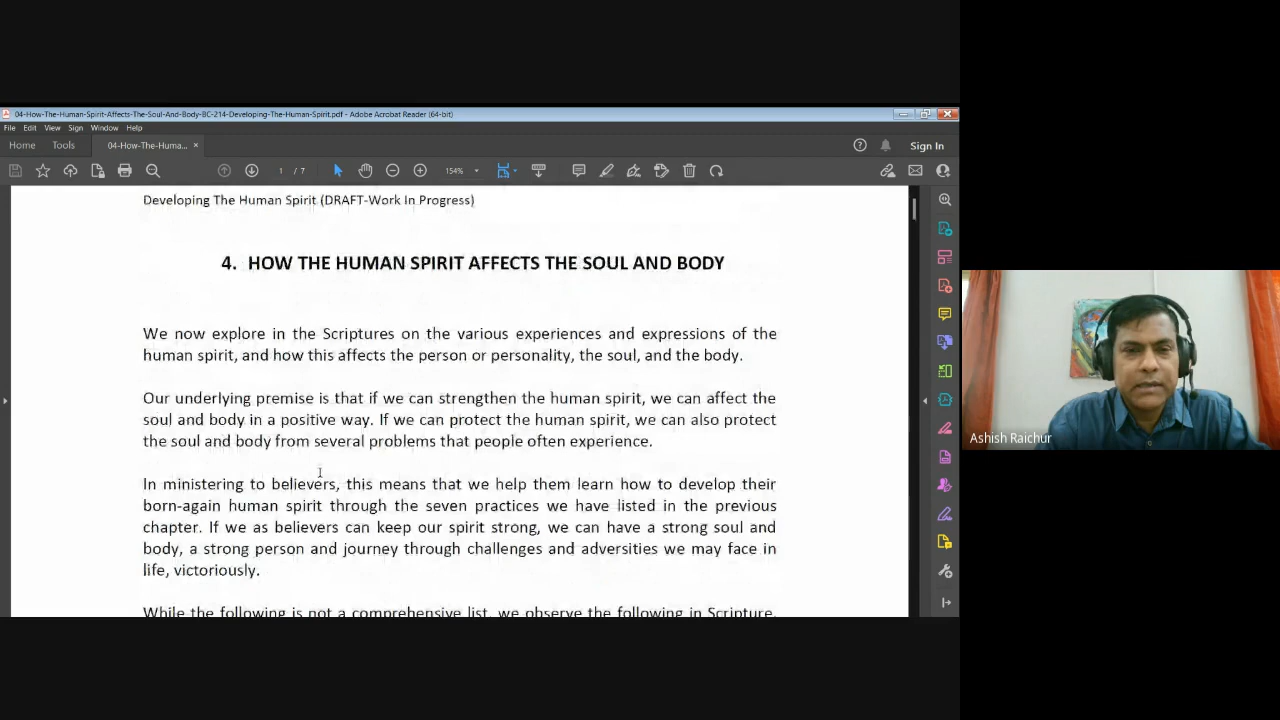 04-How-The-Human-Spirit-Affects-The-Soul-And-Body-BC-214-Developing-The-Human-Spirit.pdf - Adobe Acrobat Reader (64-bit)
File Edit View Sign Window Help
Home Tools 04-How-The-Huma... × Sign In
1 / 7 154%
Developing The Human Spirit (DRAFT-Work In Progress)
4. HOW THE HUMAN SPIRIT AFFECTS THE SOUL AND BODY
We now explore in the Scriptures on the various experiences and expressions of the
human spirit, and how this affects the person or personality, the soul, and the body.
Our underlying premise is that if we can strengthen the human spirit, we can affect the
soul and body in a positive way. If we can protect the human spirit, we can also protect
the soul and body from several problems that people often experience.
In ministering to believers, this means that we help them learn how to develop their
born-again human spirit through the seven practices we have listed in the previous
chapter. If we as believers can keep our spirit strong, we can have a strong soul and
body, a strong person and journey through challenges and adversities we may face in
life, victoriously.
While the following is not a comprehensive list, we observe the following in Scripture,
Ashish Raichur